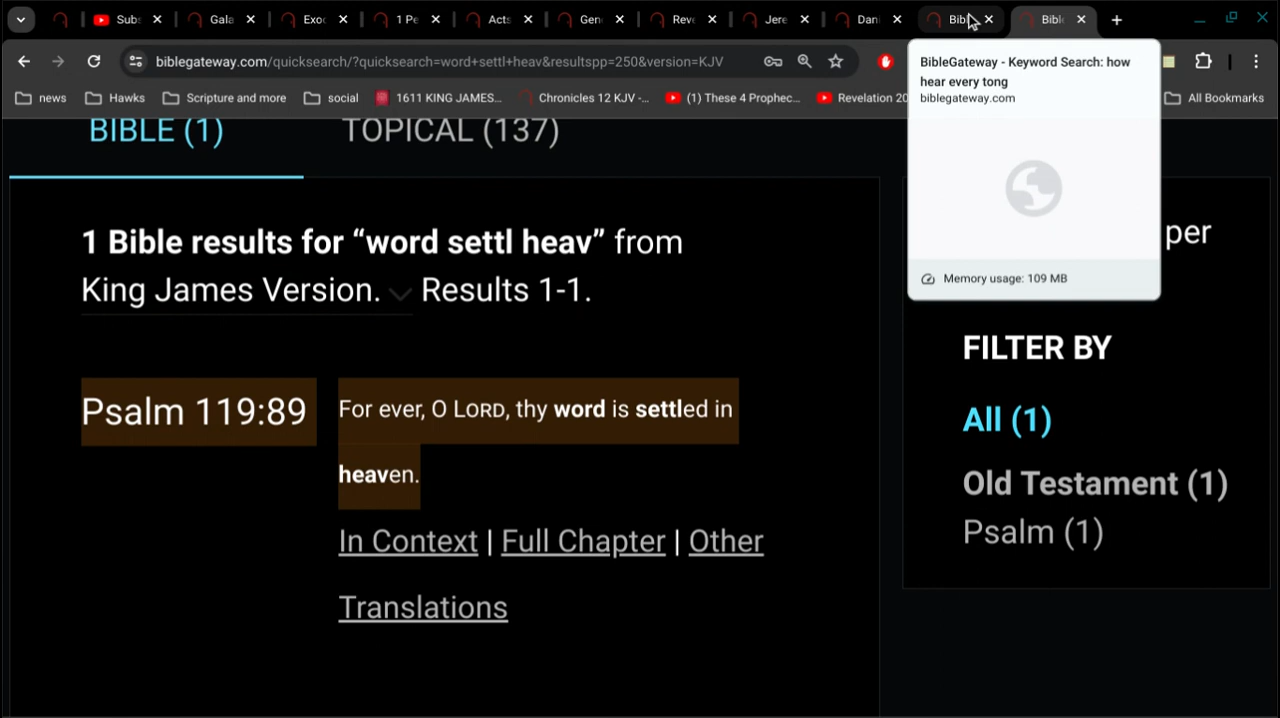 Sub:
Gala
Exo
1 Pe
Acts
Gen
Reve
Jere
Dani
Bib
Bibl
biblegateway.com/quicksearch/?quicksearch=word+settl+heav&resultspp=250&version=KJV
news
Hawks
Scripture and more
social
1611 KING JAMES...
Chronicles 12 KJV -...
(1) These 4 Prophec...
Revelation 20
All Bookmarks
BibleGateway - Keyword Search: how
hear every tong
biblegateway.com
Memory usage: 109 MB
BIBLE (1)
TOPICAL (137)
1 Bible results for “word settl heav” from
King James Version. Results 1-1.
Psalm 119:89
For ever, O LORD, thy word is settled in
heaven.
In Context | Full Chapter | Other
Translations
per
FILTER BY
All (1)
Old Testament (1)
Psalm (1)